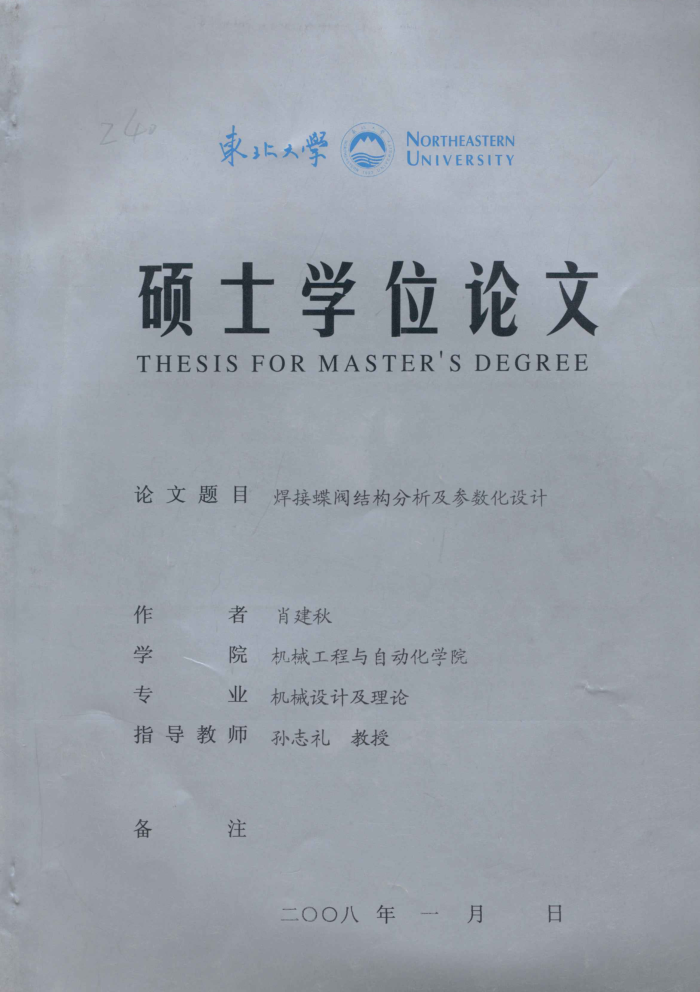 240
東北大学 NORTHEASTERN UNIVERSITY
硕士学位论文
THESIS FOR MASTER'S DEGREE
论文题目 焊接蝶阀结构分析及参数化设计
作者 肖建秋
学院 机械工程与自动化学院
专业 机械设计及理论
指导教师 孙志礼 教授
备注
二〇〇八年 一月 日